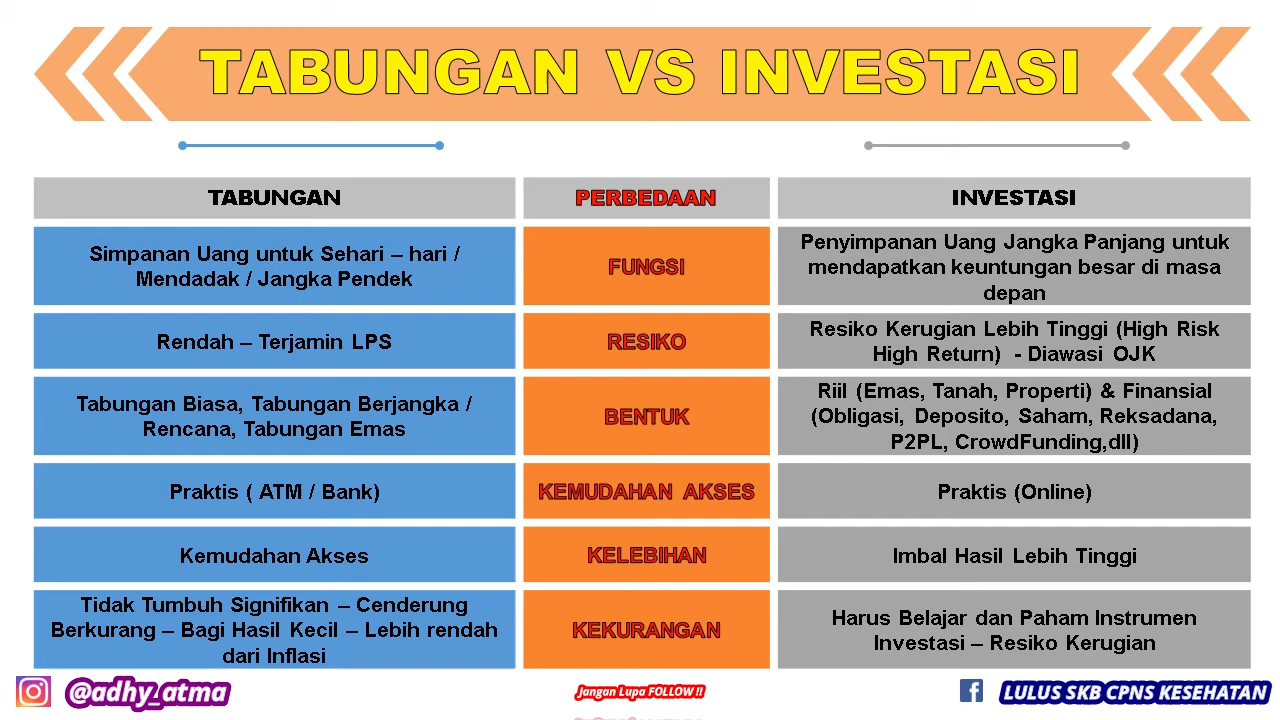 TABUNGAN VS INVESTASI
TABUNGAN
PERBEDAAN
INVESTASI
Simpanan Uang untuk Sehari – hari /
Mendadak / Jangka Pendek
FUNGSI
Penyimpanan Uang Jangka Panjang untuk
mendapatkan keuntungan besar di masa
depan
Rendah – Terjamin LPS
RESIKO
Resiko Kerugian Lebih Tinggi (High Risk
High Return) - Diawasi OJK
Tabungan Biasa, Tabungan Berjangka /
Rencana, Tabungan Emas
BENTUK
Riil (Emas, Tanah, Properti) & Finansial
(Obligasi, Deposito, Saham, Reksadana,
P2PL, CrowdFunding,dll)
Praktis ( ATM / Bank)
KEMUDAHAN AKSES
Praktis (Online)
Kemudahan Akses
KELEBIHAN
Imbal Hasil Lebih Tinggi
Tidak Tumbuh Signifikan – Cenderung
Berkurang – Bagi Hasil Kecil – Lebih rendah
dari Inflasi
KEKURANGAN
Harus Belajar dan Paham Instrumen
Investasi – Resiko Kerugian
@adhy_atma
Jangan Lupa FOLLOW !!
LULUS SKB CPNS KESEHATAN